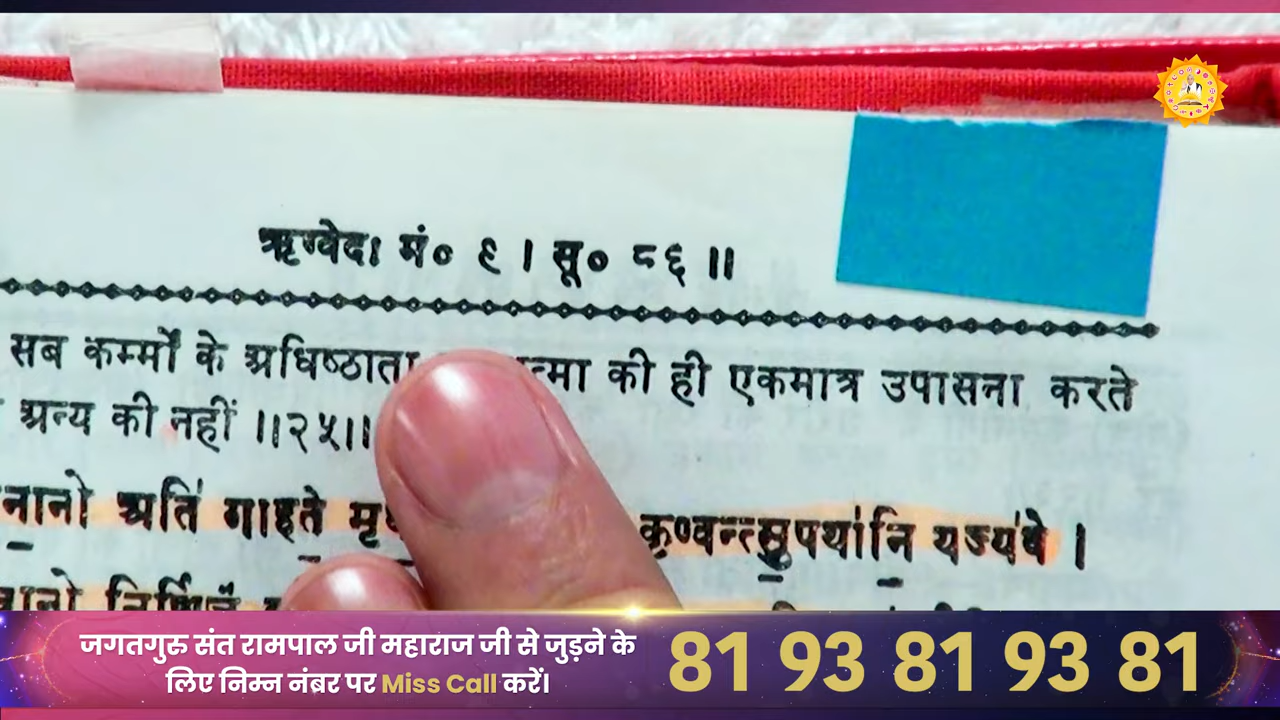 ऋग्वेदः मं० ९ । सू० ८६ ॥
सब कर्म्मों के अधिष्ठाता की ही एकमात्र उपासना करते
अन्य की नहीं ॥२५॥
अति॑ गाहते कृण्वन्त्सुपथा॑नि यज्य॑वे ।
जगतगुरु संत रामपाल जी महाराज जी से जुड़ने के
लिए निम्न नंबर पर Miss Call करें।
81 93 81 93 81